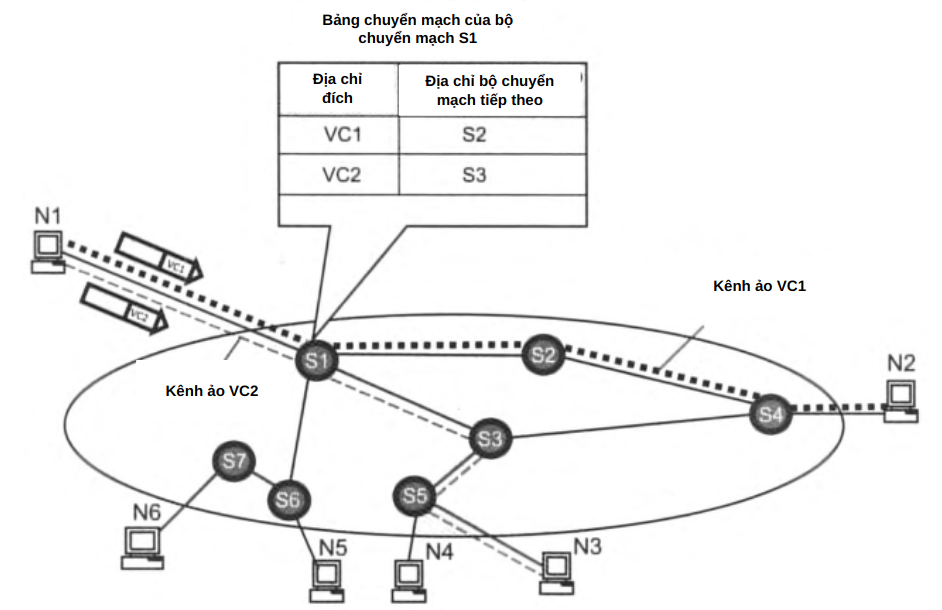 Bảng chuyển mạch của bộ
chuyển mạch S1
Địa chỉ
đích
Địa chỉ bộ chuyển
mạch tiếp theo
VC1
S2
VC2
S3
N1
VC1
VC2
Kênh ảo VC1
Kênh ảo VC2
S1
S2
N2
S4
S3
S7
S6
S5
N6
N5
N4
N3